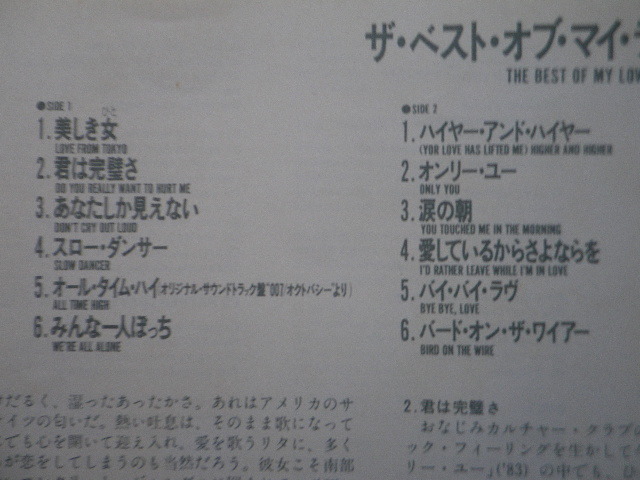 ザ・ベスト・オブ・マイ・
THE BEST OF MY LOV
●SIDE 1
1. 美しき女
ひと
LOVE FROM TOKYO
2. 君は完璧さ
DO YOU REALLY WANT TO HURT ME
3. あなたしか見えない
DON'T CRY OUT LOUD
4. スロー・ダンサー
SLOW DANCER
5. オール・タイム・ハイ(オリジナル・サウンドトラック盤"007/オクトパシー"より)
ALL TIME HIGH
6. みんな一人ぼっち
WE'RE ALL ALONE
●SIDE 2
1. ハイヤー・アンド・ハイヤー
(YOR LOVE HAS LIFTED ME) HIGHER AND HIGHER
2. オンリー・ユー
ONLY YOU
3. 涙の朝
YOU TOUCHED ME IN THE MORNING
4. 愛しているからさよならを
I'D RATHER LEAVE WHILE I'M IN LOVE
5. バイ・バイ・ラヴ
BYE BYE, LOVE
6. バード・オン・ザ・ワイアー
BIRD ON THE WIRE
けだるく、湿ったあったかさ。あれはアメリカのサ
ナイツの匂いだ。熱い吐息は、そのまま歌になって
でも心を開いて迎え入れ、愛を歌うリタに、多く
が恋をしてしまうのも当然だろう。彼女こそ南部
2. 君は完璧さ
おなじみカルチャー・クラブの
ック・フィーリングを生かして
リー・ユー」('83) の中でも、ひ